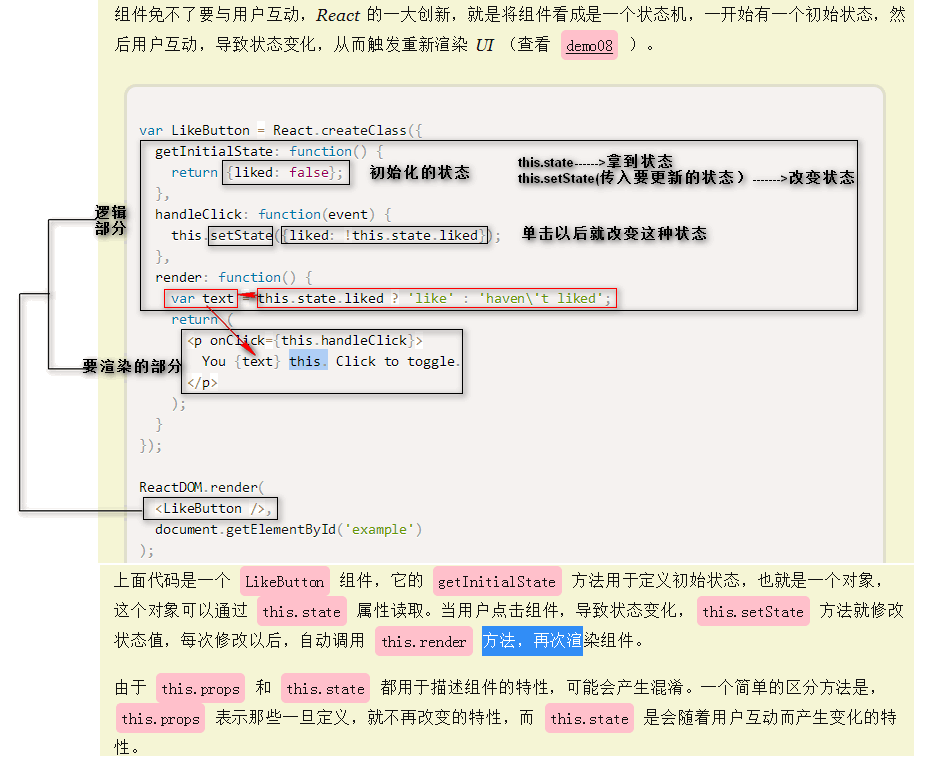 组件免不了要与用户互动，React 的一大创新，就是将组件看成是一个状态机，一开始有一个初始状态，然
后用户互动，导致状态变化，从而触发重新渲染 UI （查看 demo08 ）。
var LikeButton = React.createClass({
getInitialState: function() {
return {liked: false};
初始化的状态
this.state------>拿到状态
this.setState(传入要更新的状态） ------->改变状态
},
逻辑
部分
handleClick: function(event) {
this.setState({liked: !this.state.liked});
单击以后就改变这种状态
},
render: function() {
var text = this.state.liked ? 'like' : 'haven\'t liked';
return (
<p onClick={this.handleClick}>
要渲染的部分
You {text} this. Click to toggle.
</p>
);
}
});
ReactDOM.render(
<LikeButton />,
document.getElementById('example')
);
上面代码是一个 LikeButton 组件，它的 getInitialState 方法用于定义初始状态，也就是一个对象，
这个对象可以通过 this.state 属性读取。当用户点击组件，导致状态变化，this.setState 方法就修改
状态值，每次修改以后，自动调用 this.render 方法，再次渲染组件。
由于 this.props 和 this.state 都用于描述组件的特性，可能会产生混淆。一个简单的区分方法是，
this.props 表示那些一旦定义，就不再改变的特性，而 this.state 是会随着用户互动而产生变化的特
性。